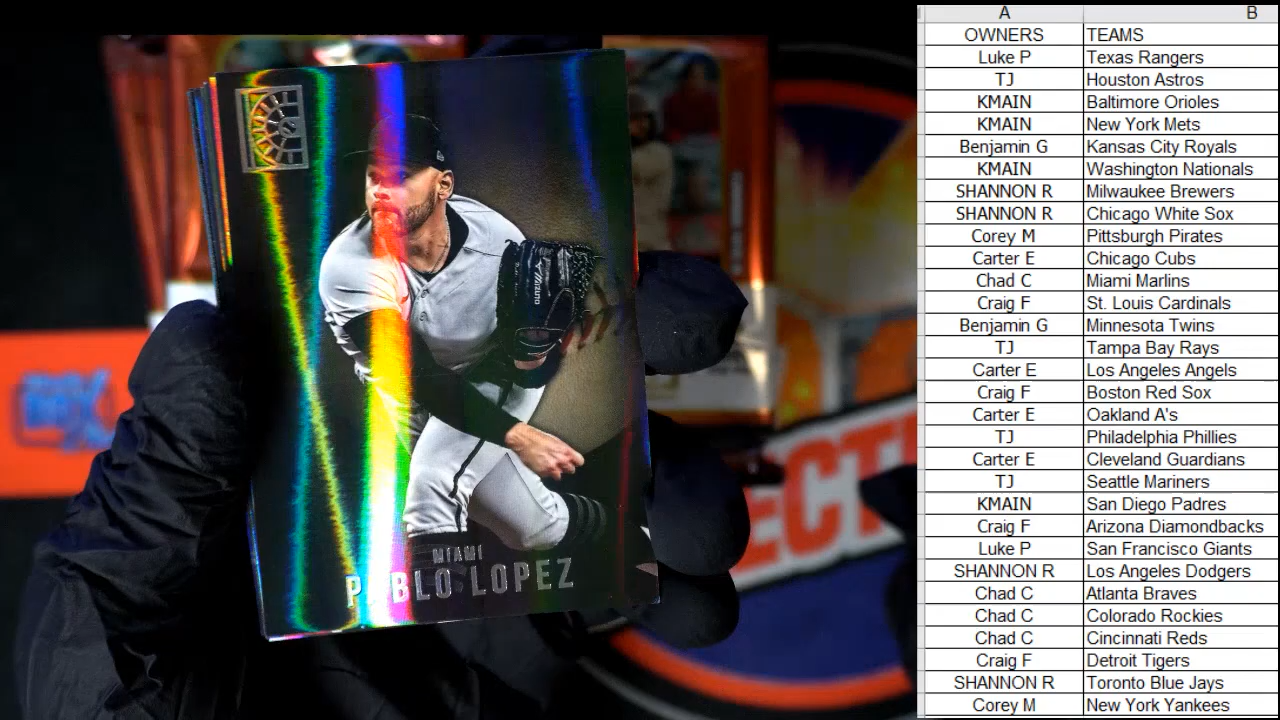 MIAMI
PABLO LOPEZ
MIZUNO
ECT
A B
OWNERS TEAMS
Luke P Texas Rangers
TJ Houston Astros
KMAIN Baltimore Orioles
KMAIN New York Mets
Benjamin G Kansas City Royals
KMAIN Washington Nationals
SHANNON R Milwaukee Brewers
SHANNON R Chicago White Sox
Corey M Pittsburgh Pirates
Carter E Chicago Cubs
Chad C Miami Marlins
Craig F St. Louis Cardinals
Benjamin G Minnesota Twins
TJ Tampa Bay Rays
Carter E Los Angeles Angels
Craig F Boston Red Sox
Carter E Oakland A's
TJ Philadelphia Phillies
Carter E Cleveland Guardians
TJ Seattle Mariners
KMAIN San Diego Padres
Craig F Arizona Diamondbacks
Luke P San Francisco Giants
SHANNON R Los Angeles Dodgers
Chad C Atlanta Braves
Chad C Colorado Rockies
Chad C Cincinnati Reds
Craig F Detroit Tigers
SHANNON R Toronto Blue Jays
Corey M New York Yankees